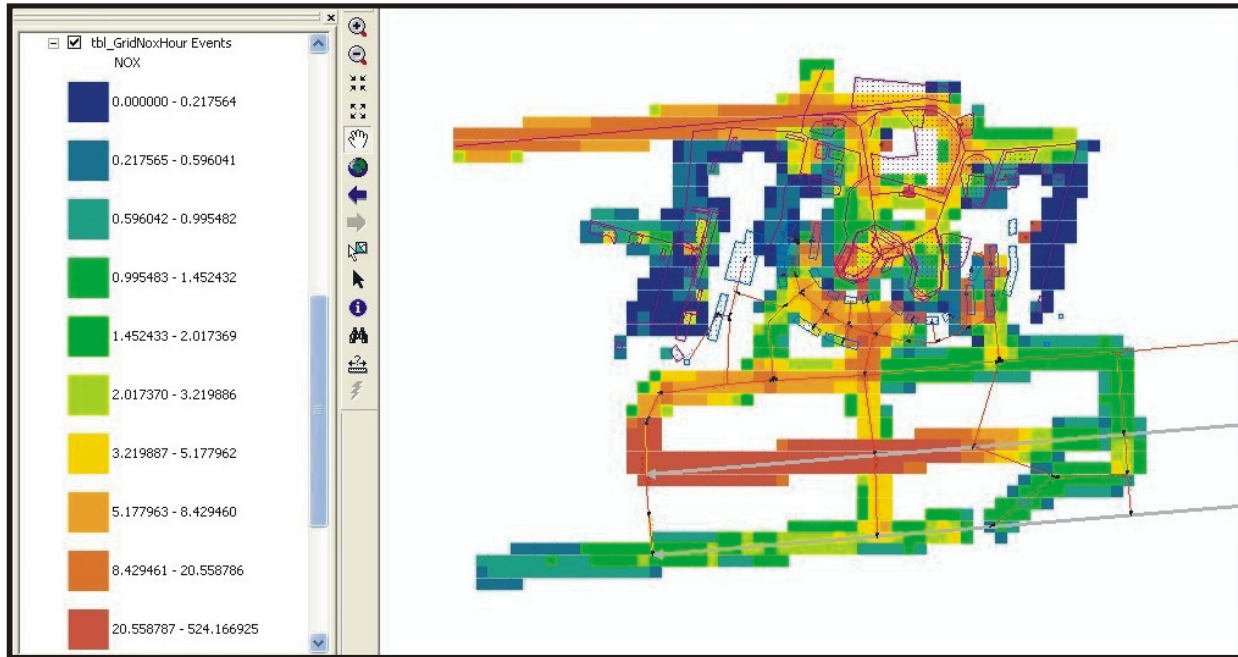 tbl_GridNoxHour Events
NOX
0.000000 - 0.217564
0.217565 - 0.596041
0.596042 - 0.995482
0.995483 - 1.452432
1.452433 - 2.017369
2.017370 - 3.219886
3.219887 - 5.177962
5.177963 - 8.429460
8.429461 - 20.558786
20.558787 - 524.166925